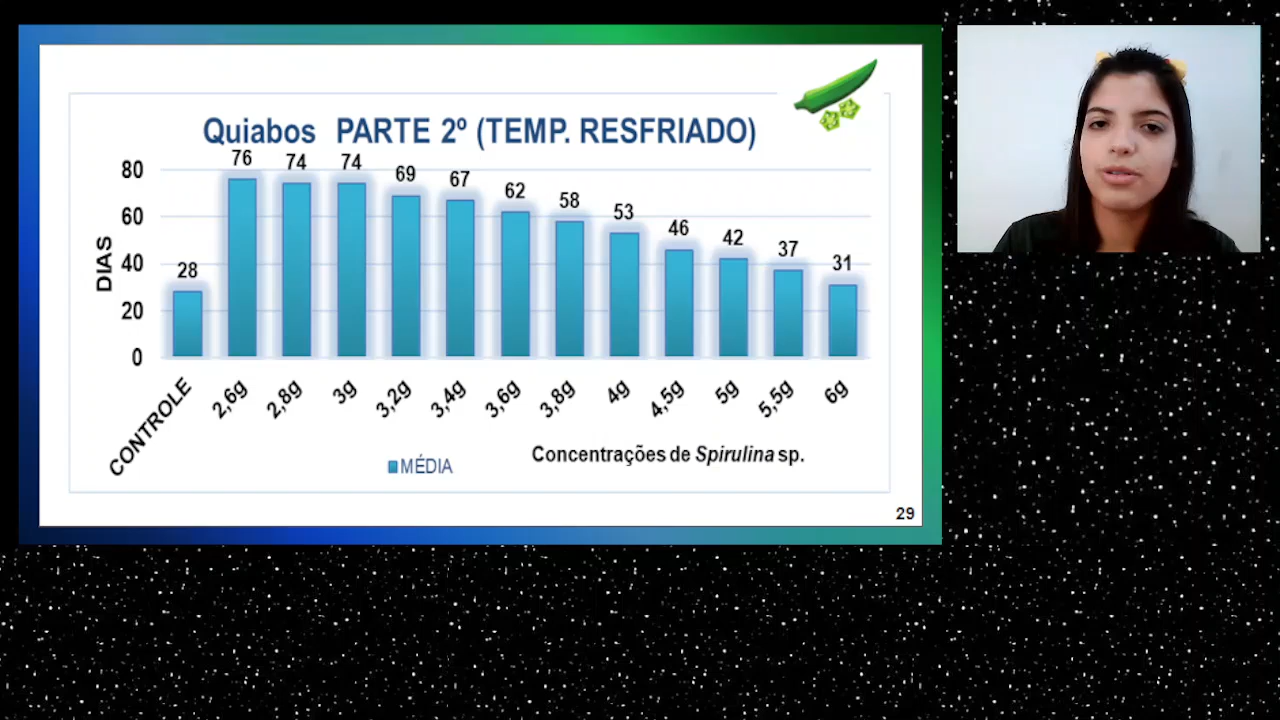 Quiabos PARTE 2º (TEMP. RESFRIADO)
80
60
40
20
0
DIAS
28
76
74
74
69
67
62
58
53
46
42
37
31
CONTROLE
2,6g
2,8g
3g
3,2g
3,4g
3,6g
3,8g
4g
4,5g
5g
5,5g
6g
MÉDIA
Concentrações de Spirulina sp.
29